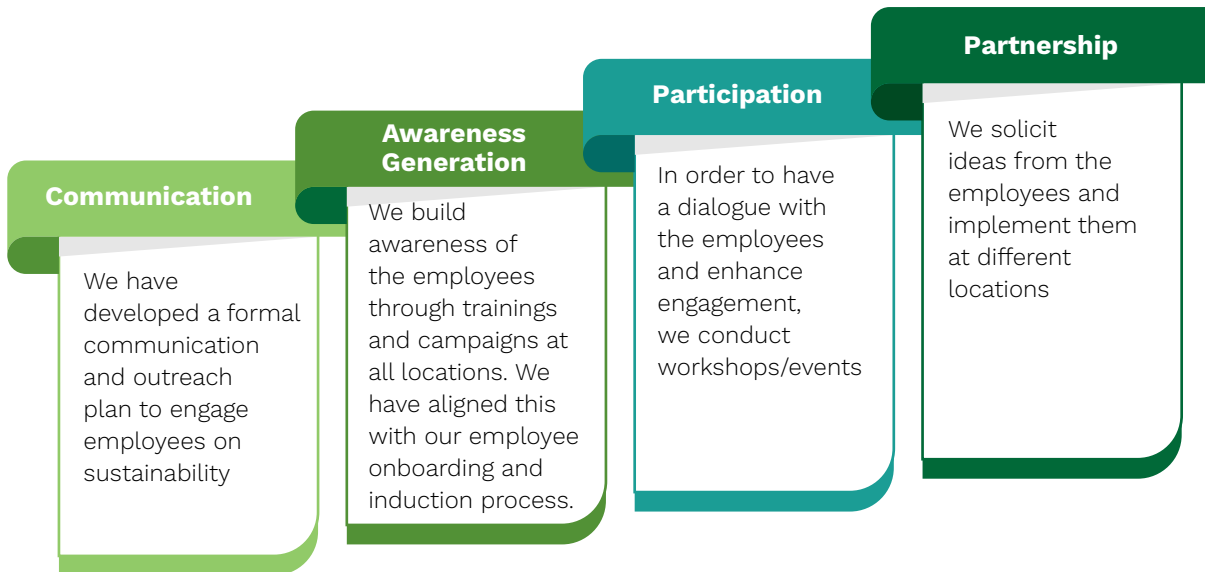 Communication
We have
developed a formal
communication
and outreach
plan to engage
employees on
sustainability
Awareness
Generation
We build
awareness of
the employees
through trainings
and campaigns at
all locations. We
have aligned this
with our employee
onboarding and
induction process.
Participation
In order to have
a dialogue with
the employees
and enhance
engagement,
we conduct
workshops/events
Partnership
We solicit
ideas from the
employees and
implement them
at different
locations